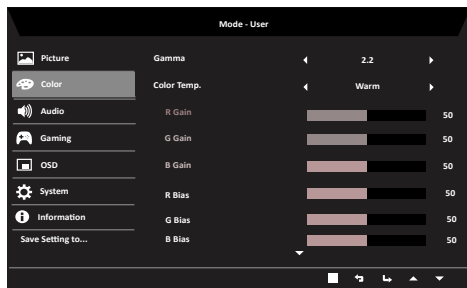 Mode - User
Picture
Gamma 2.2
Color
Color Temp. Warm
Audio
R Gain 50
Gaming
G Gain 50
OSD
B Gain 50
System
R Bias 50
Information
G Bias 50
Save Setting to...
B Bias 50